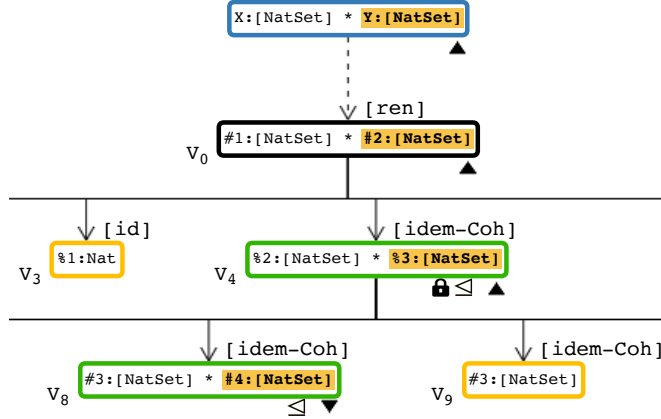 X:[NatSet] * Y:[NatSet]
[ren]
V0 #1:[NatSet] * #2:[NatSet]
[id] [idem-Coh]
V3 %1:Nat V4 %2:[NatSet] * %3:[NatSet]
[idem-Coh] [idem-Coh]
V8 #3:[NatSet] * #4:[NatSet] V9 #3:[NatSet]